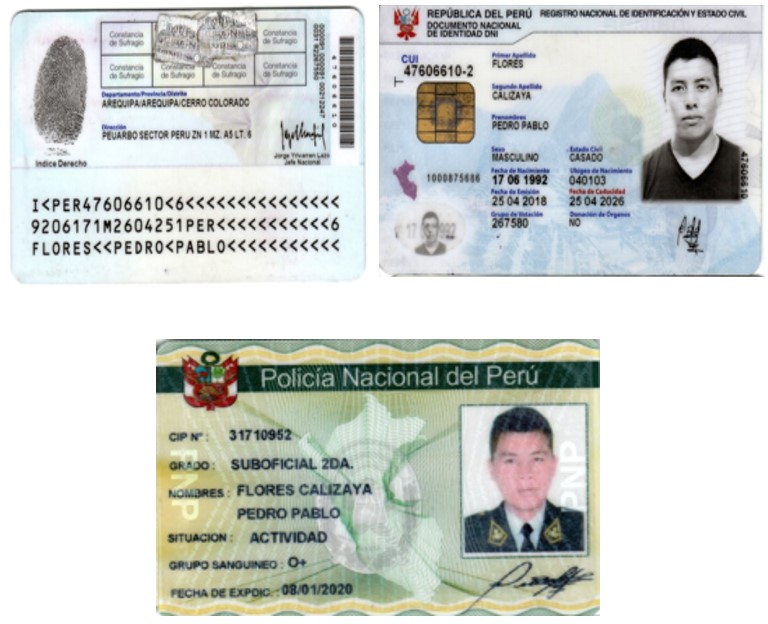 Constancia de Sufragio Constancia de Sufragio
Constancia de Sufragio Constancia de Sufragio Constancia de Sufragio Constancia de Sufragio
Departamento/Provincia/Distrito
AREQUIPA/AREQUIPA/CERRO COLORADO
Dirección
PEUARBO SECTOR PERU ZN 1 MZ. A5 LT. 6
Indice Derecho
Jorge Yrivarren Lazo
Jefe Nacional
I<PER47606610<6<<<<<<<<<<<<<<<
9206171M2604251PER<<<<<<<<<<<6
FLORES<<PEDRO<PABLO<<<<<<<<<<<
REPÚBLICA DEL PERÚ REGISTRO NACIONAL DE IDENTIFICACIÓN Y ESTADO CIVIL
DOCUMENTO NACIONAL
DE IDENTIDAD DNI
CUI
47606610-2
Primer Apellido
FLORES
Segundo Apellido
CALIZAYA
Prenombres
PEDRO PABLO
Sexo Estado Civil
MASCULINO CASADO
Fecha de Nacimiento Ubigeo de Nacimiento
17 06 1992 040103
Fecha de Emisión Fecha de Caducidad
25 04 2018 25 04 2026
Grupo de Votación Donación de Órganos
267580 NO
1000875686
47606610
Policía Nacional del Perú
CIP Nº : 31710952
GRADO : SUBOFICIAL 2DA.
NOMBRES : FLORES CALIZAYA
PEDRO PABLO
SITUACION : ACTIVIDAD
GRUPO SANGUINEO : O+
FECHA DE EXPDIC. : 08/01/2020
PNP
PNP